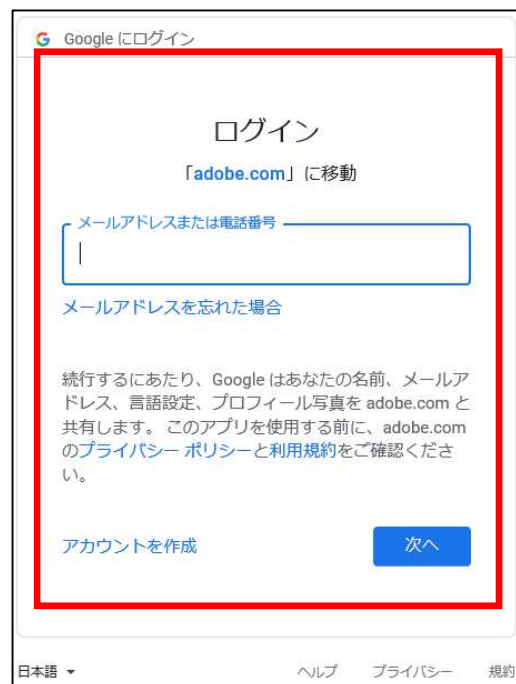 Google にログイン
ログイン
「adobe.com」に移動
メールアドレスまたは電話番号
メールアドレスを忘れた場合
続行するにあたり、Google はあなたの名前、メールア
ドレス、言語設定、プロフィール写真を adobe.com と
共有します。 このアプリを使用する前に、adobe.com
のプライバシー ポリシーと利用規約をご確認くださ
い。
アカウントを作成 次へ
日本語 ヘルプ プライバシー 規約